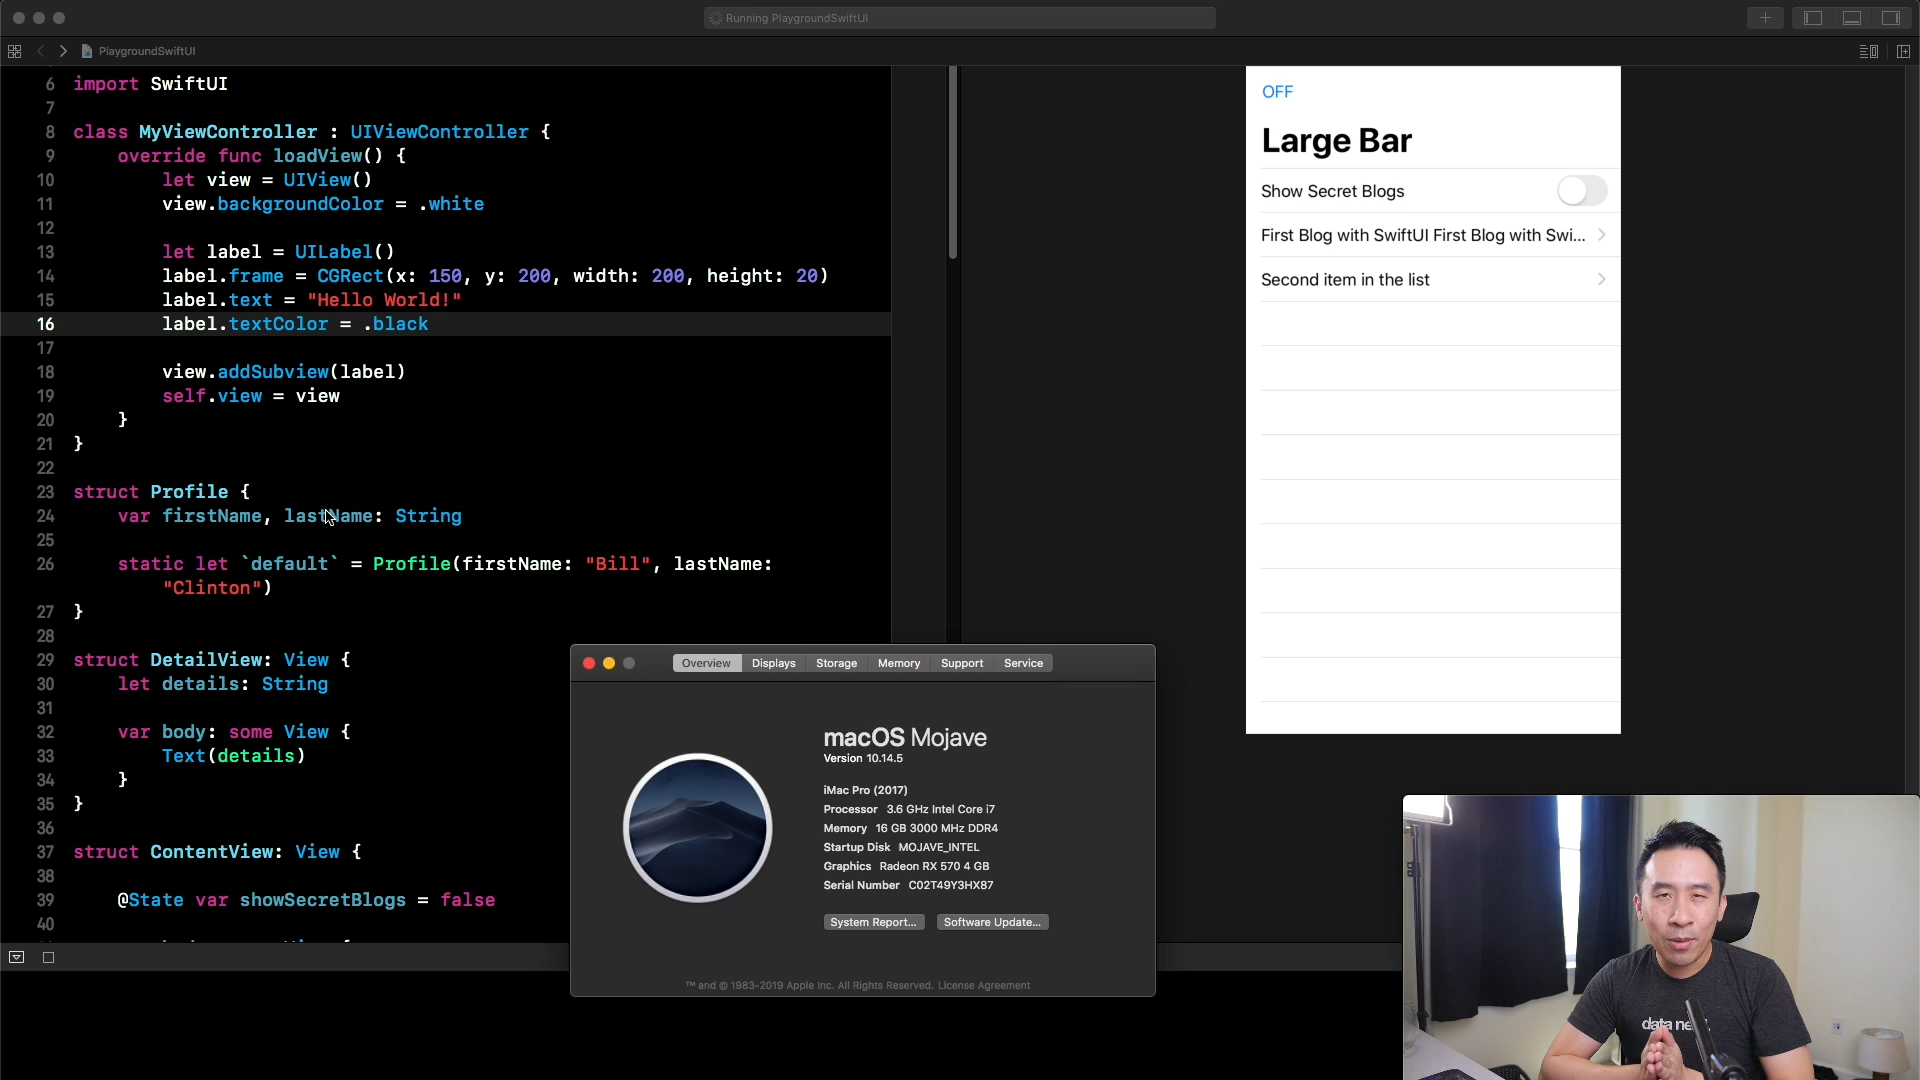 Running PlaygroundSwiftUI
PlaygroundSwiftUI
6 import SwiftUI
7
8 class MyViewController : UIViewController {
9 override func loadView() {
10 let view = UIView()
11 view.backgroundColor = .white
12
13 let label = UILabel()
14 label.frame = CGRect(x: 150, y: 200, width: 200, height: 20)
15 label.text = "Hello World!"
16 label.textColor = .black
17
18 view.addSubview(label)
19 self.view = view
20 }
21 }
22
23 struct Profile {
24 var firstName, lastName: String
25
26 static let `default` = Profile(firstName: "Bill", lastName:
"Clinton")
27 }
28
29 struct DetailView: View {
30 let details: String
31
32 var body: some View {
33 Text(details)
34 }
35 }
36
37 struct ContentView: View {
38
39 @State var showSecretBlogs = false
40
OFF
Large Bar
Show Secret Blogs
First Blog with SwiftUI First Blog with Swi...
Second item in the list
Overview Displays Storage Memory Support Service
macOS Mojave
Version 10.14.5
iMac Pro (2017)
Processor 3.6 GHz Intel Core i7
Memory 16 GB 3000 MHz DDR4
Startup Disk MOJAVE_INTEL
Graphics Radeon RX 570 4 GB
Serial Number C02T49Y3HX87
System Report... Software Update...
™ and © 1983-2019 Apple Inc. All Rights Reserved. License Agreement
data